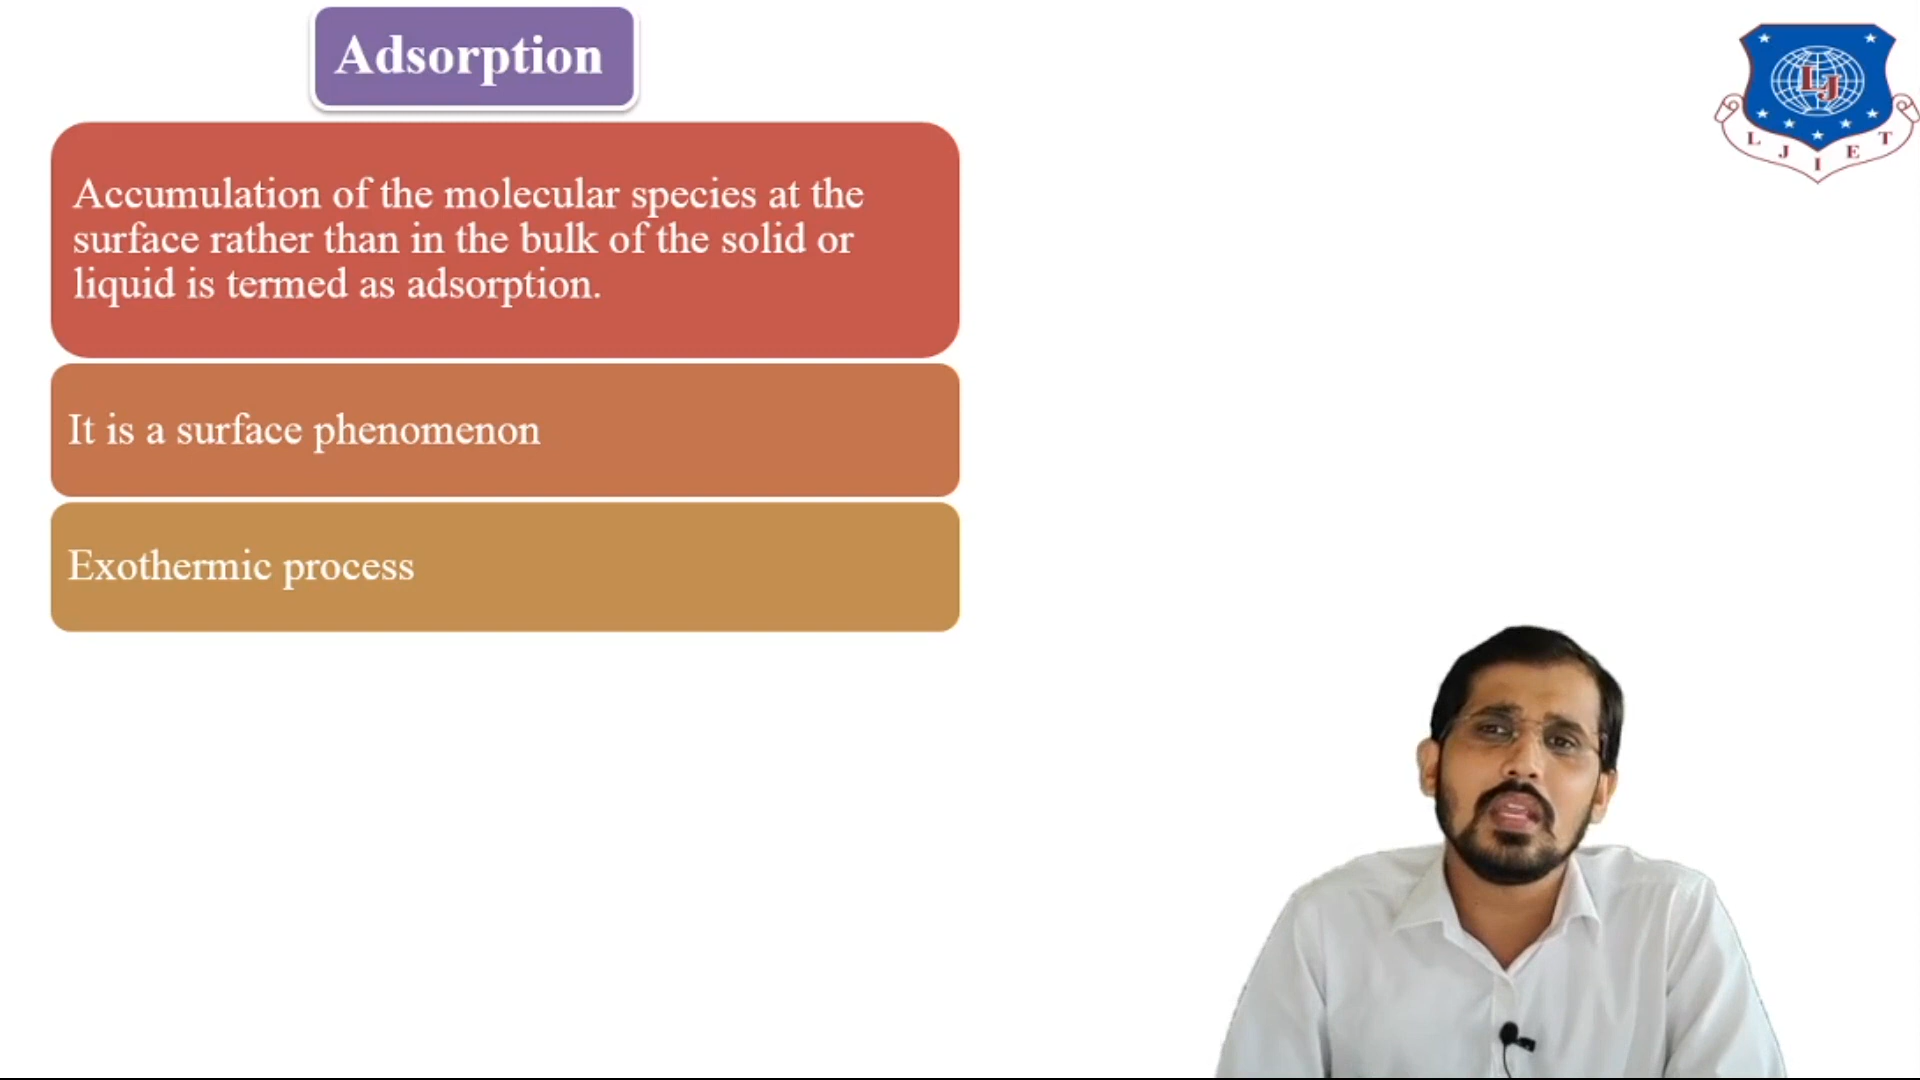 Adsorption
Accumulation of the molecular species at the
surface rather than in the bulk of the solid or
liquid is termed as adsorption.
It is a surface phenomenon
Exothermic process
LJ
L J I E T